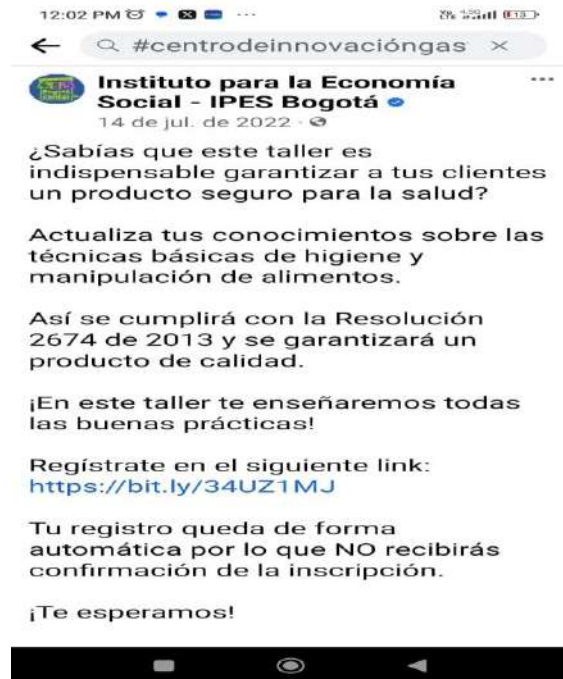 12:02 PM
#centrodeinnovacióngas
Instituto para la Economía
Social - IPES Bogotá
14 de jul. de 2022
¿Sabías que este taller es
indispensable garantizar a tus clientes
un producto seguro para la salud?
Actualiza tus conocimientos sobre las
técnicas básicas de higiene y
manipulación de alimentos.
Así se cumplirá con la Resolución
2674 de 2013 y se garantizará un
producto de calidad.
¡En este taller te enseñaremos todas
las buenas prácticas!
Regístrate en el siguiente link:
https://bit.ly/34UZ1MJ
Tu registro queda de forma
automática por lo que NO recibirás
confirmación de la inscripción.
¡Te esperamos!